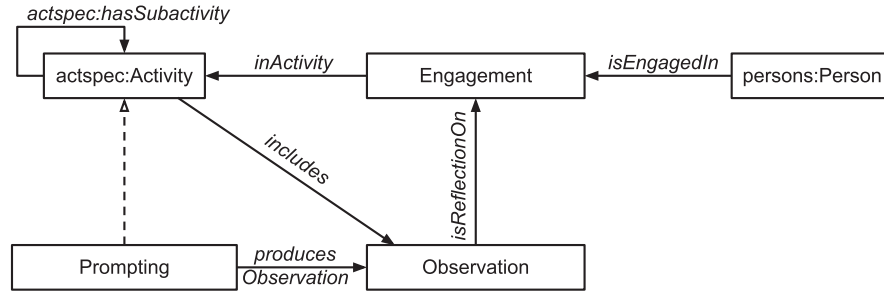 actspec:hasSubactivity
actspec:Activity
inActivity
Engagement
isEngagedIn
persons:Person
includes
isReflectionOn
Prompting
produces
Observation
Observation